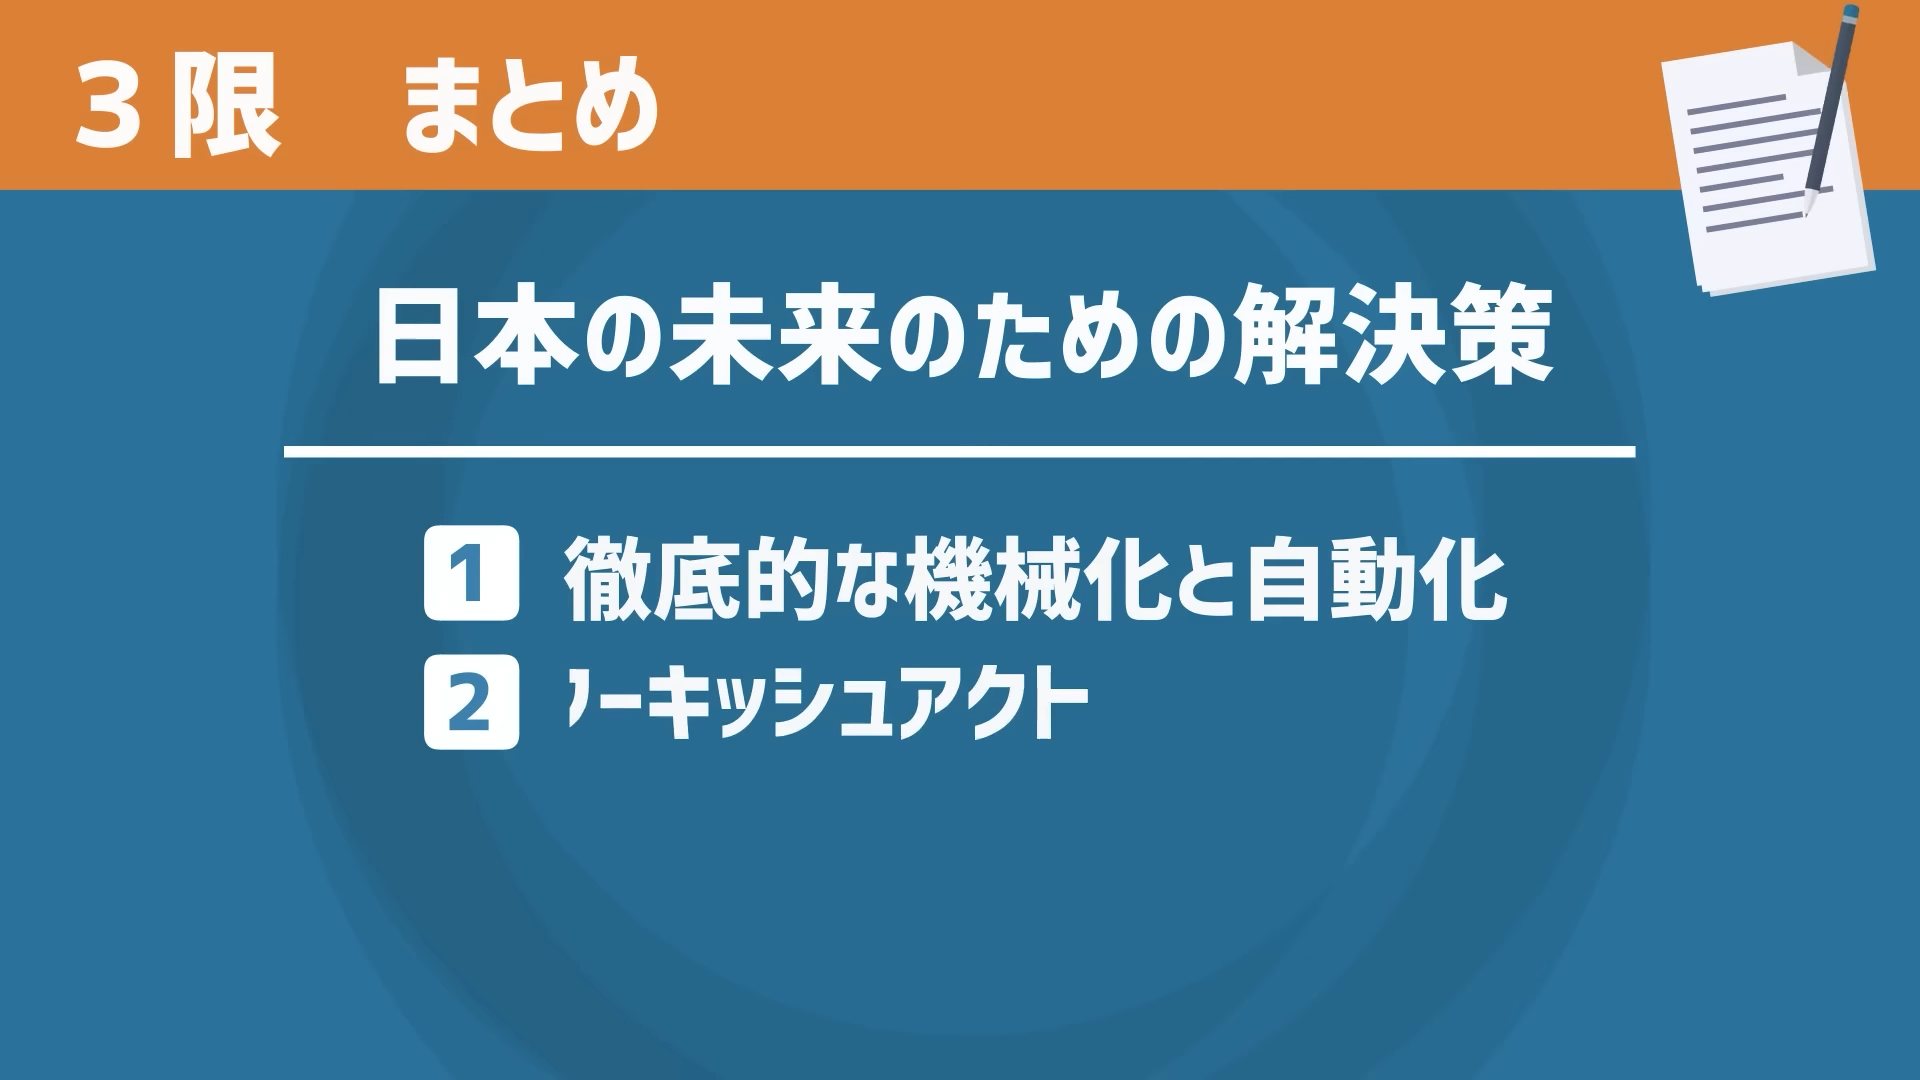 3限 まとめ
日本の未来のための解決策
1 徹底的な機械化と自動化
2 ーキッシュアクト